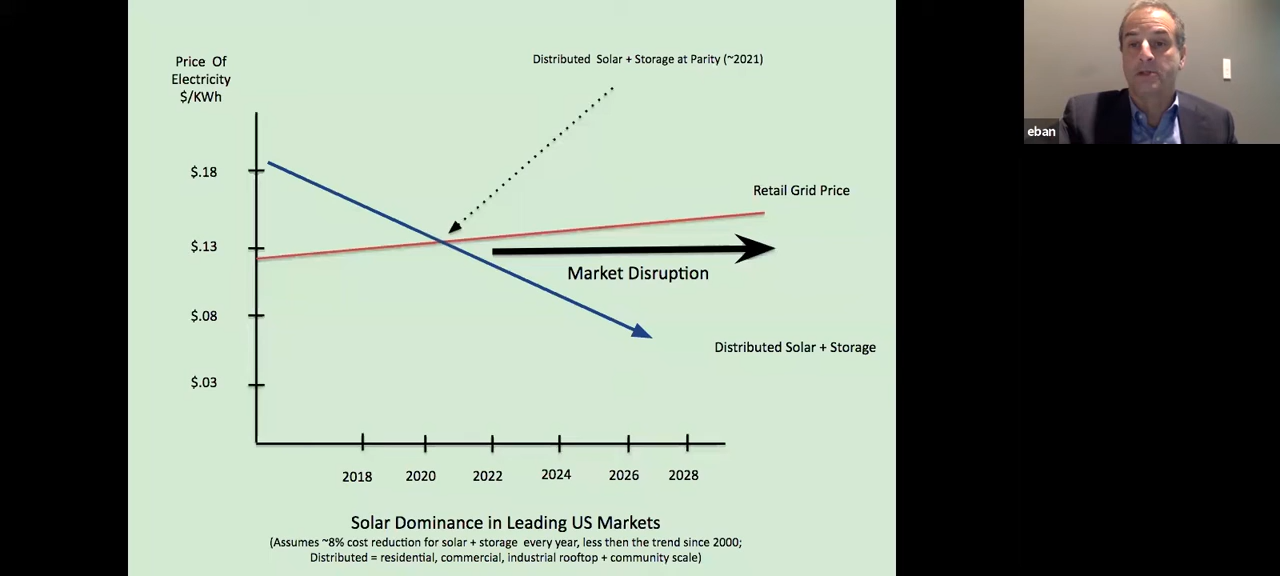 Price Of
Electricity
$/KWh
Distributed Solar + Storage at Parity (~2021)
eban
$.18
Retail Grid Price
$.13
Market Disruption
$.08
Distributed Solar + Storage
$.03
2018 2020 2022 2024 2026 2028
Solar Dominance in Leading US Markets
(Assumes ~8% cost reduction for solar + storage every year, less then the trend since 2000;
Distributed = residential, commercial, industrial rooftop + community scale)